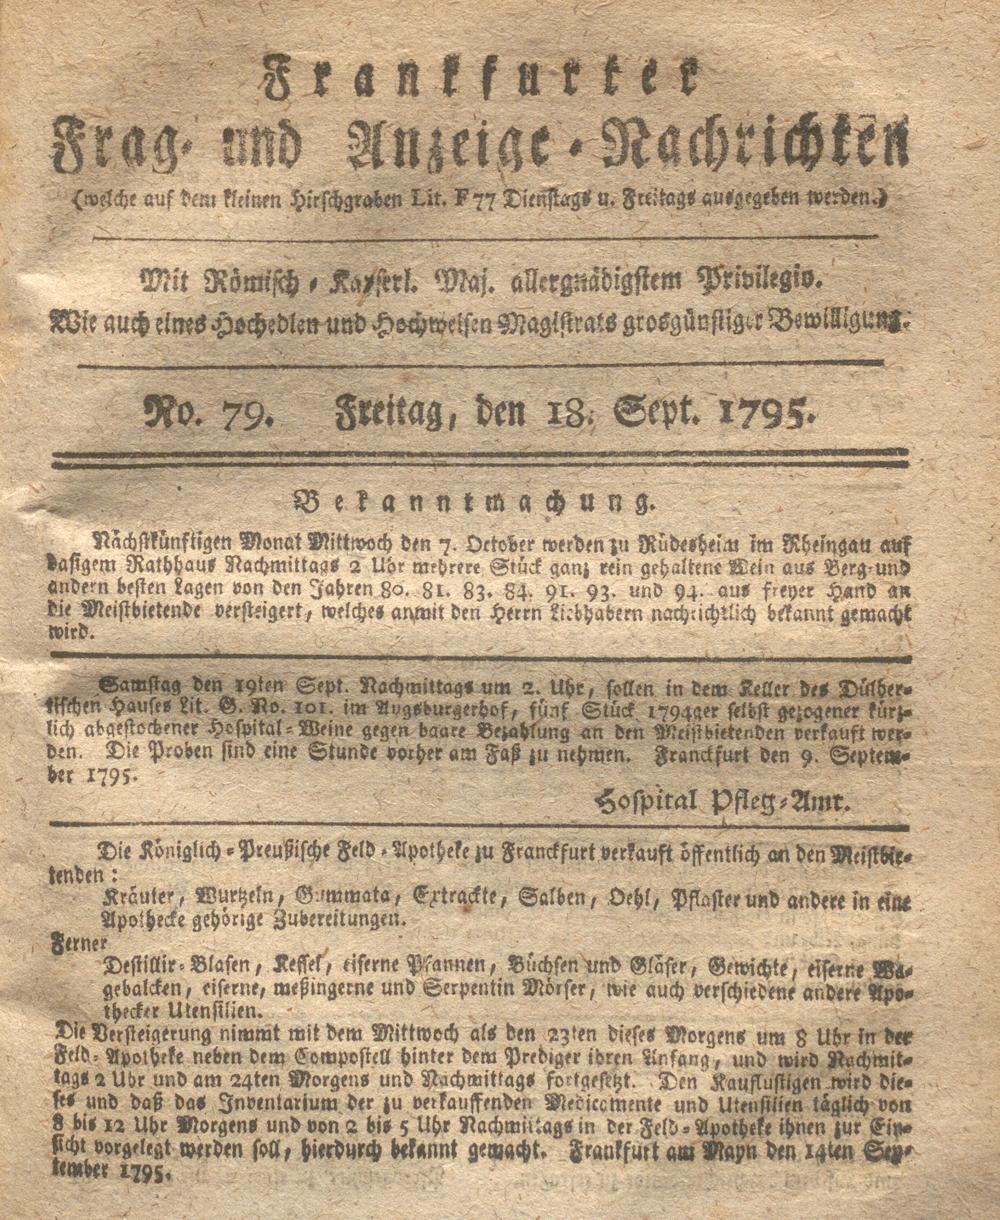 Frankfurter
Frag- und Anzeige-Nachrichten
(welche auf dem kleinen Hirschgraben Lit. F 77 Dienstags u. Freitags ausgegeben werden.)
Mit Römisch-Kayserl. Maj. allergnädigstem Privilegio.
Wie auch eines Hochedlen und Hochweisen Magistrats grosgünstiger Bewilligung.
No. 79. Freitag, den 18. Sept. 1795.
Bekanntmachung.
Nächstkünftigen Monat Mittwoch den 7. October werden zu Rüdesheim im Rheingau auf
dasigem Rathhaus Nachmittags 2 Uhr mehrere Stück ganz rein gehaltene Wein aus Berg-und
andern besten Lagen von den Jahren 80. 81. 83. 84. 91. 93. und 94. aus freyer Hand an
die Meistbietende versteigert, welches anmit den Herrn Liebhabern nachrichtlich bekannt gemacht
wird.
Samstag den 19ten Sept. Nachmittags um 2. Uhr, sollen in dem Keller des Dülher-
tischen Hauses Lit. G. No. 101. im Augsburgerhof, fünf Stück 1794ger selbst gezogener kürz-
lich abgestochener Hospital-Weine gegen baare Bezahlung an den Meistbietenden verkauft wer-
den. Die Proben sind eine Stunde vorher am Faß zu nehmen. Franckfurt den 9. Septem-
ber 1795.
Hospital Pfleg-Amt.
Die Königlich-Preußische Feld-Apotheke zu Franckfurt verkauft öffentlich an den Meistbie-
tenden:
Kräuter, Wurtzeln, Gummata, Extrackte, Salben, Oehl, Pflaster und andere in eine
Apothecke gehörige Zubereitungen.
Ferner
Destillir-Blasen, Kessel, eiserne Pfannen, Büchsen und Gläser, Gewichte, eiserne Wa-
gebalcken, eiserne, meßingerne und Serpentin Mörser, wie auch verschiedene andere Apo-
thecker Utensilien.
Die Versteigerung nimmt mit dem Mittwoch als den 23ten dieses Morgens um 8 Uhr in der
Feld-Apotheke neben dem Compostell hinter dem Prediger ihren Anfang, und wird Nachmit-
tags 2 Uhr und am 24ten Morgens und Nachmittags fortgesetzt. Den Kauflustigen wird die-
ses und daß das Inventarium der zu verkauffenden Medicamente und Utensilien täglich von
8 bis 12 Uhr Morgens und von 2 bis 5 Uhr Nachmittags in der Feld-Apotheke ihnen zur Ein-
sicht vorgelegt werden soll, hierdurch bekannt gemacht. Franckfurt am Mayn den 14ten Sep-
tember 1795.